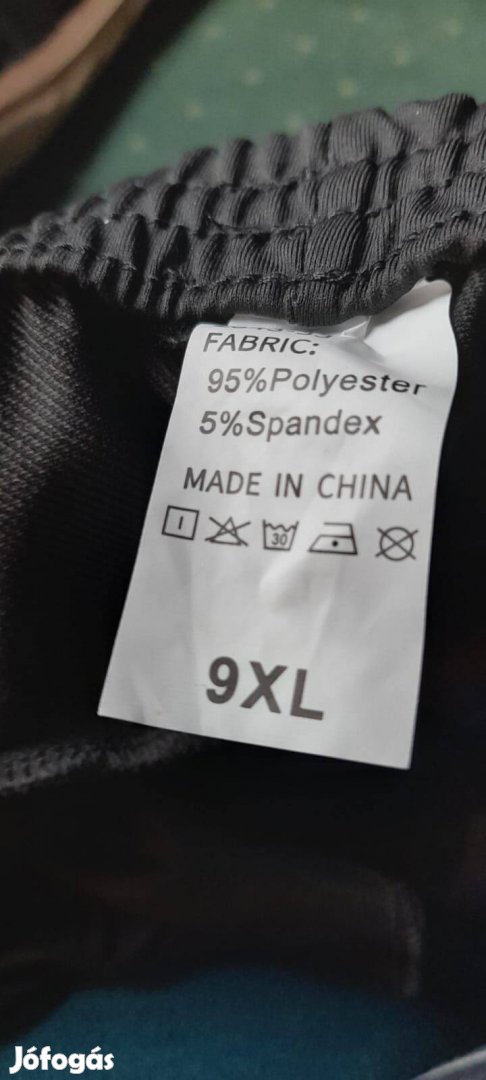 FABRIC:
95%Polyester
5%Spandex
MADE IN CHINA
30
9XL
Jófogás